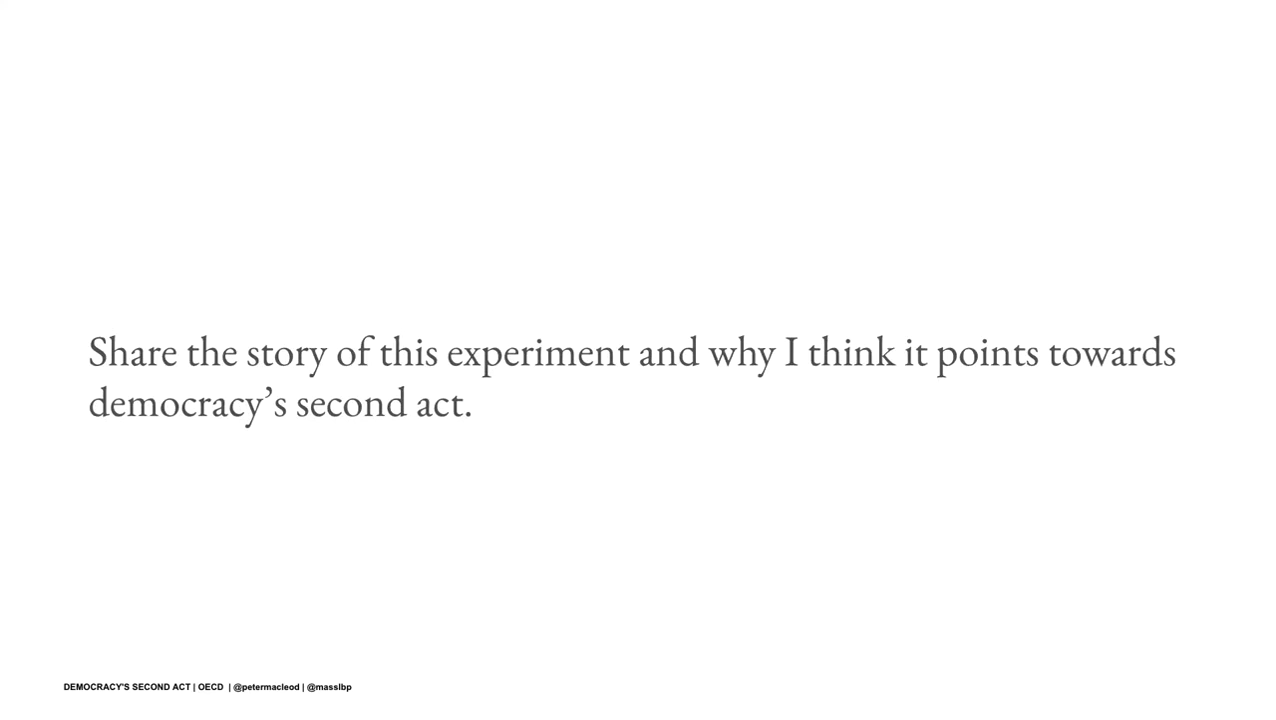 Share the story of this experiment and why I think it points towards
democracy’s second act.
DEMOCRACY'S SECOND ACT | OECD | @petermacleod | @masslbp